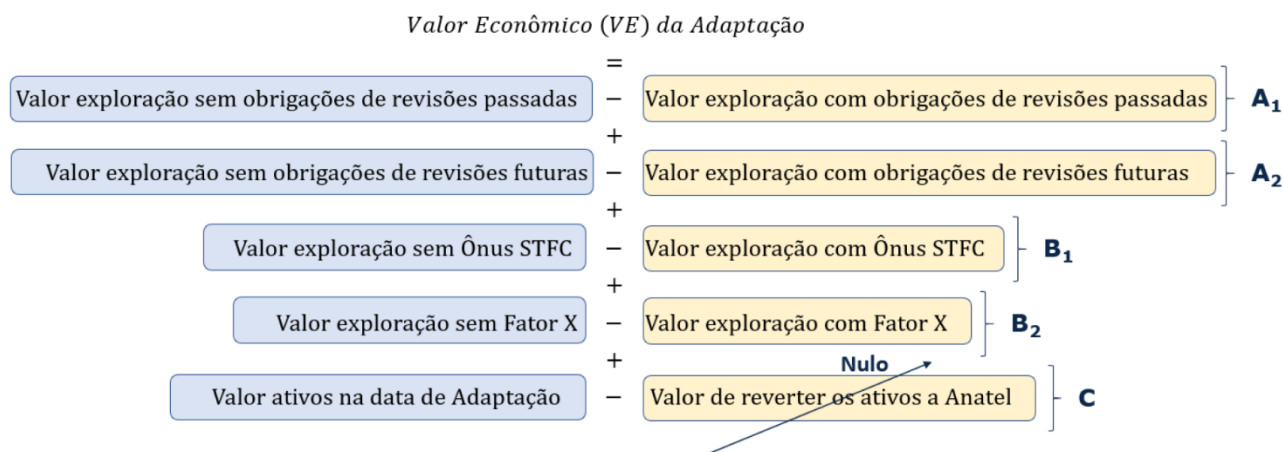 Valor Econômico (VE) da Adaptação
=
Valor exploração sem obrigações de revisões passadas − Valor exploração com obrigações de revisões passadas A1
+
Valor exploração sem obrigações de revisões futuras − Valor exploração com obrigações de revisões futuras A2
+
Valor exploração sem Ônus STFC − Valor exploração com Ônus STFC B1
+
Valor exploração sem Fator X − Valor exploração com Fator X B2
+
Nulo
Valor ativos na data de Adaptação − Valor de reverter os ativos a Anatel C